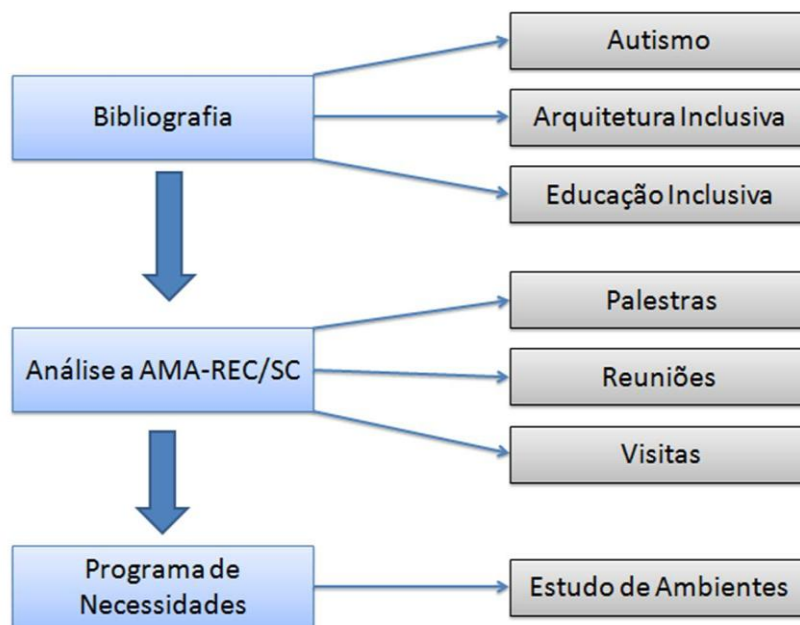 Bibliografia
Autismo
Arquitetura Inclusiva
Educação Inclusiva
Análise a AMA-REC/SC
Palestras
Reuniões
Visitas
Programa de
Necessidades
Estudo de Ambientes